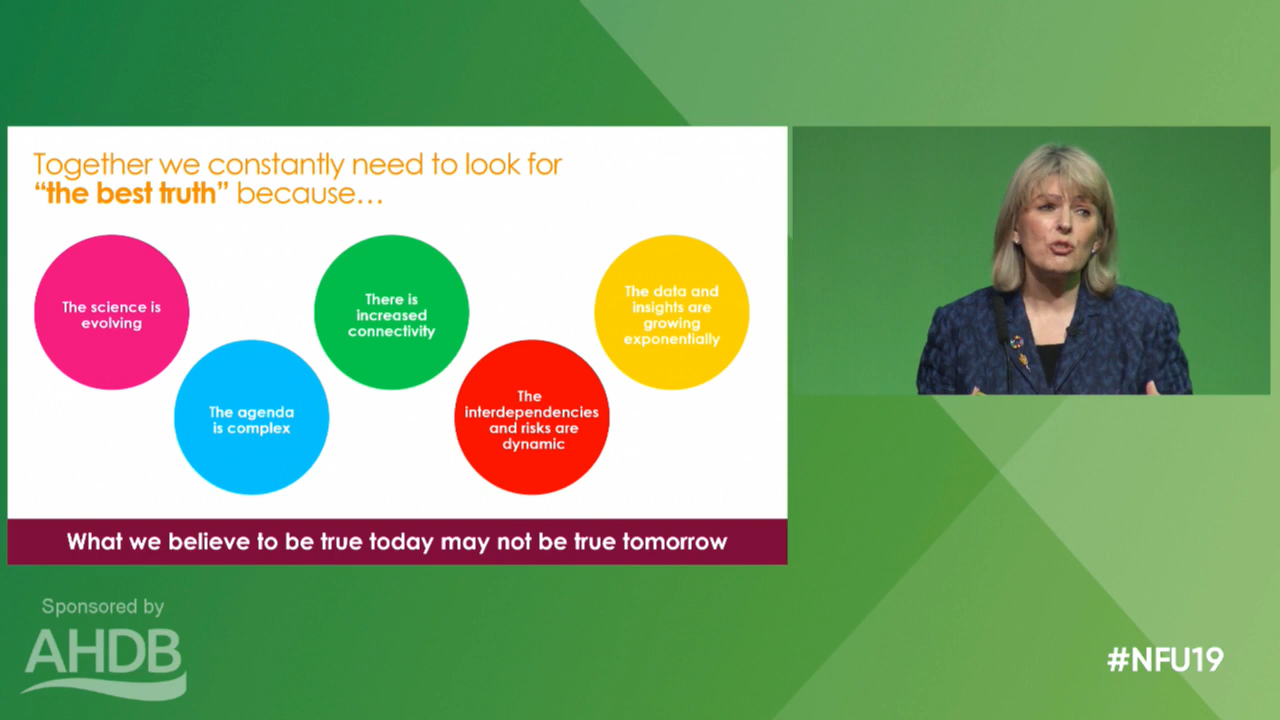 Together we constantly need to look for
“the best truth” because…
The science is
evolving
The agenda
is complex
There is
increased
connectivity
The
interdependencies
and risks are
dynamic
The data and
insights are
growing
exponentially
What we believe to be true today may not be true tomorrow
Sponsored by
AHDB
#NFU19